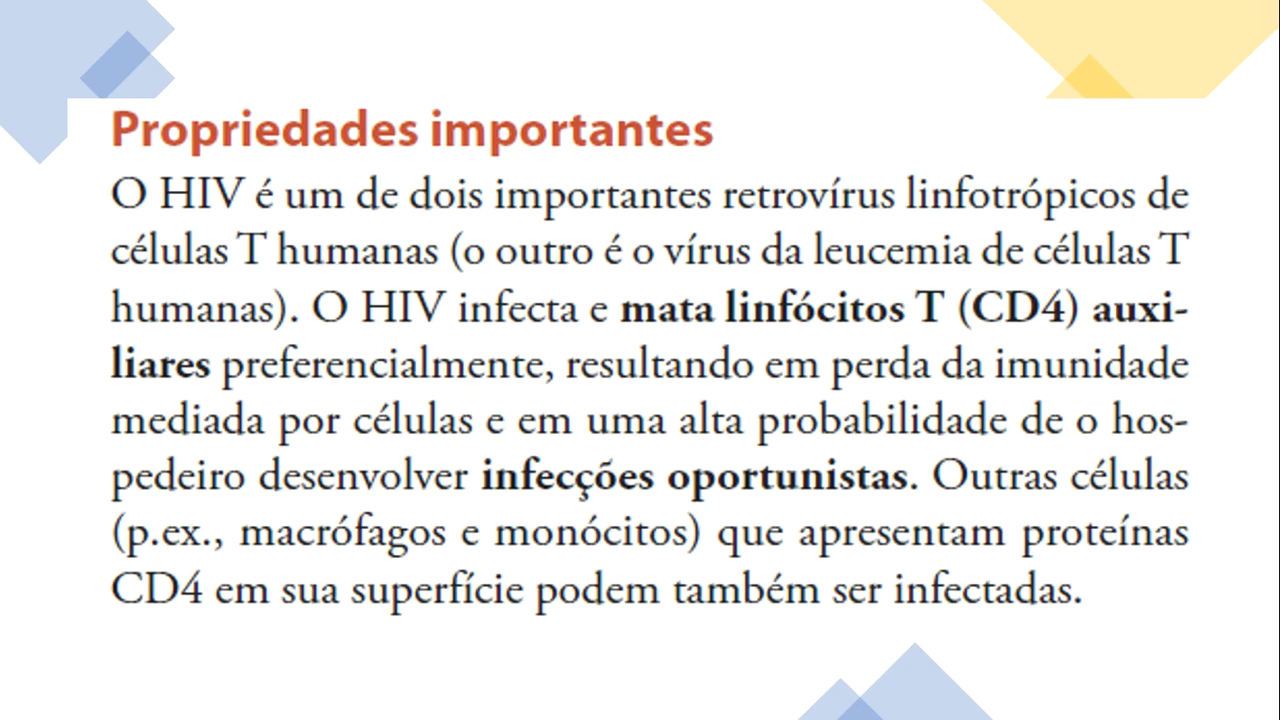 Propriedades importantes
O HIV é um de dois importantes retrovírus linfotrópicos de
células T humanas (o outro é o vírus da leucemia de células T
humanas). O HIV infecta e mata linfócitos T (CD4) auxi-
liares preferencialmente, resultando em perda da imunidade
mediada por células e em uma alta probabilidade de o hos-
pedeiro desenvolver infecções oportunistas. Outras células
(p.ex., macrófagos e monócitos) que apresentam proteínas
CD4 em sua superfície podem também ser infectadas.